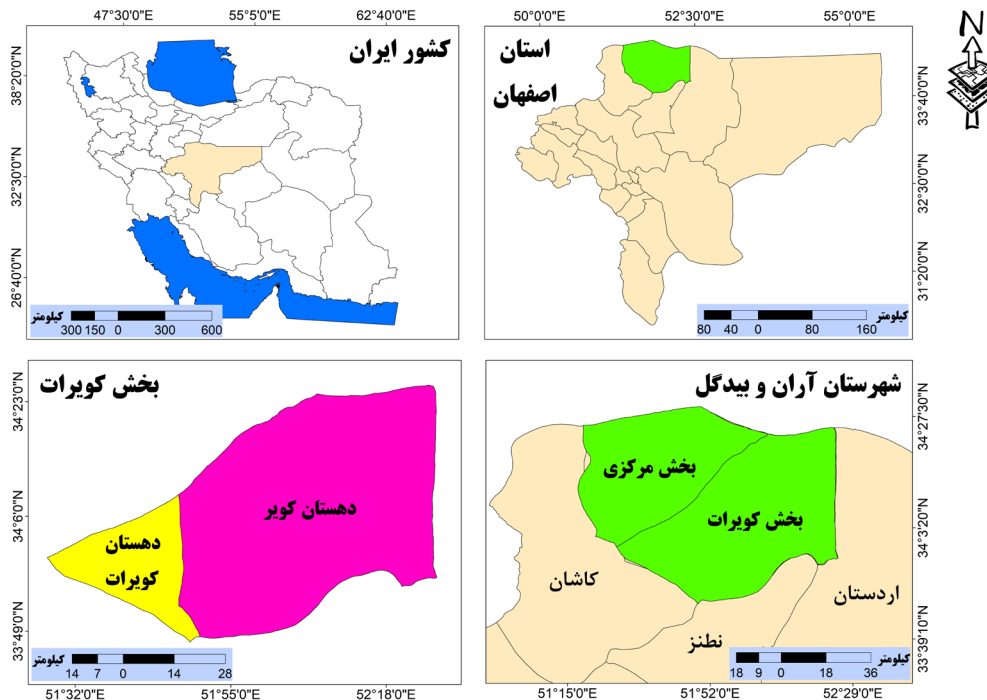 47°30'0"E 55°5'0"E 62°40'0"E
50°0'0"E 52°30'0"E 55°0'0"E
N
کشور ایران
38°20'0"N
32°30'0"N
26°40'0"N
کیلومتر
300 150 0 300 600
استان
اصفهان
33°40'0"N
32°30'0"N
31°20'0"N
کیلومتر
80 40 0 80 160
بخش کویرات
34°23'0"N
34°6'0"N
33°49'0"N
دهستان کویر
دهستان
کویرات
کیلومتر
14 7 0 14 28
51°32'0"E 51°55'0"E 52°18'0"E
شهرستان آران و بیدگل
34°27'30"N
34°3'20"N
33°39'10"N
بخش مرکزی
بخش کویرات
کاشان
اردستان
نطنز
کیلومتر
18 9 0 18 36
51°15'0"E 51°52'0"E 52°29'0"E